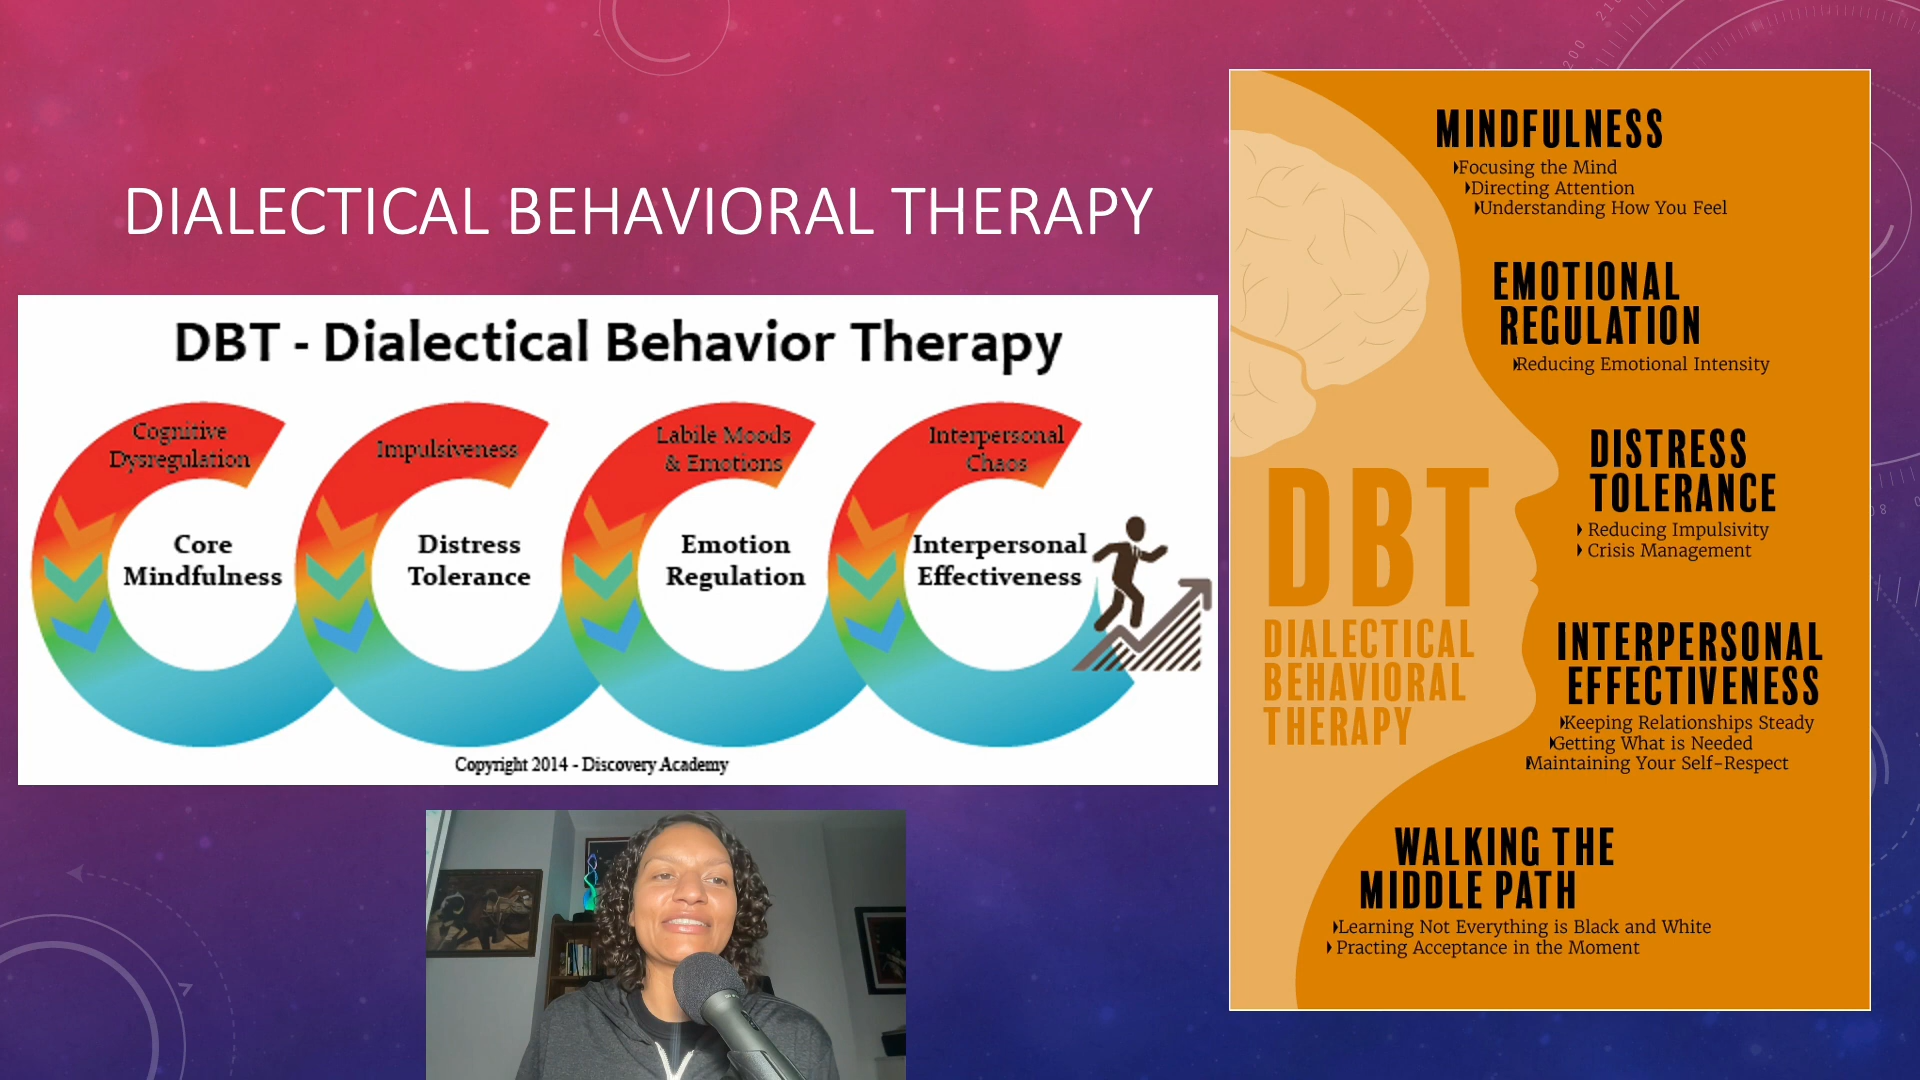 DIALECTICAL BEHAVIORAL THERAPY
DBT - Dialectical Behavior Therapy
Cognitive
Dysregulation
Core
Mindfulness
Impulsiveness
Distress
Tolerance
Labile Moods
& Emotions
Emotion
Regulation
Interpersonal
Chaos
Interpersonal
Effectiveness
Copyright 2014 - Discovery Academy
MINDFULNESS
Focusing the Mind
Directing Attention
Understanding How You Feel
EMOTIONAL
REGULATION
Reducing Emotional Intensity
DISTRESS
TOLERANCE
Reducing Impulsivity
Crisis Management
INTERPERSONAL
EFFECTIVENESS
Keeping Relationships Steady
Getting What is Needed
Maintaining Your Self-Respect
WALKING THE
MIDDLE PATH
Learning Not Everything is Black and White
Practing Acceptance in the Moment
DBT
DIALECTICAL
BEHAVIORAL
THERAPY
200